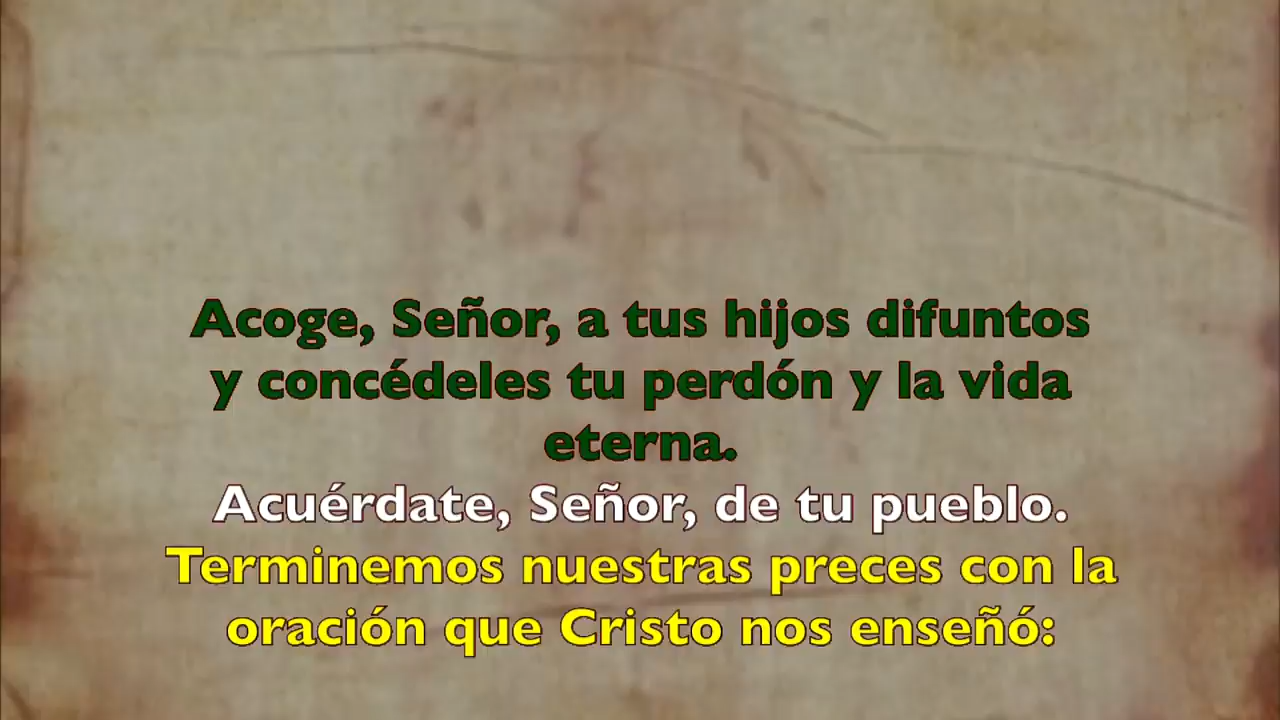 Acoge, Señor, a tus hijos difuntos
y concédeles tu perdón y la vida
eterna.
Acuérdate, Señor, de tu pueblo.
Terminemos nuestras preces con la
oración que Cristo nos enseñó: